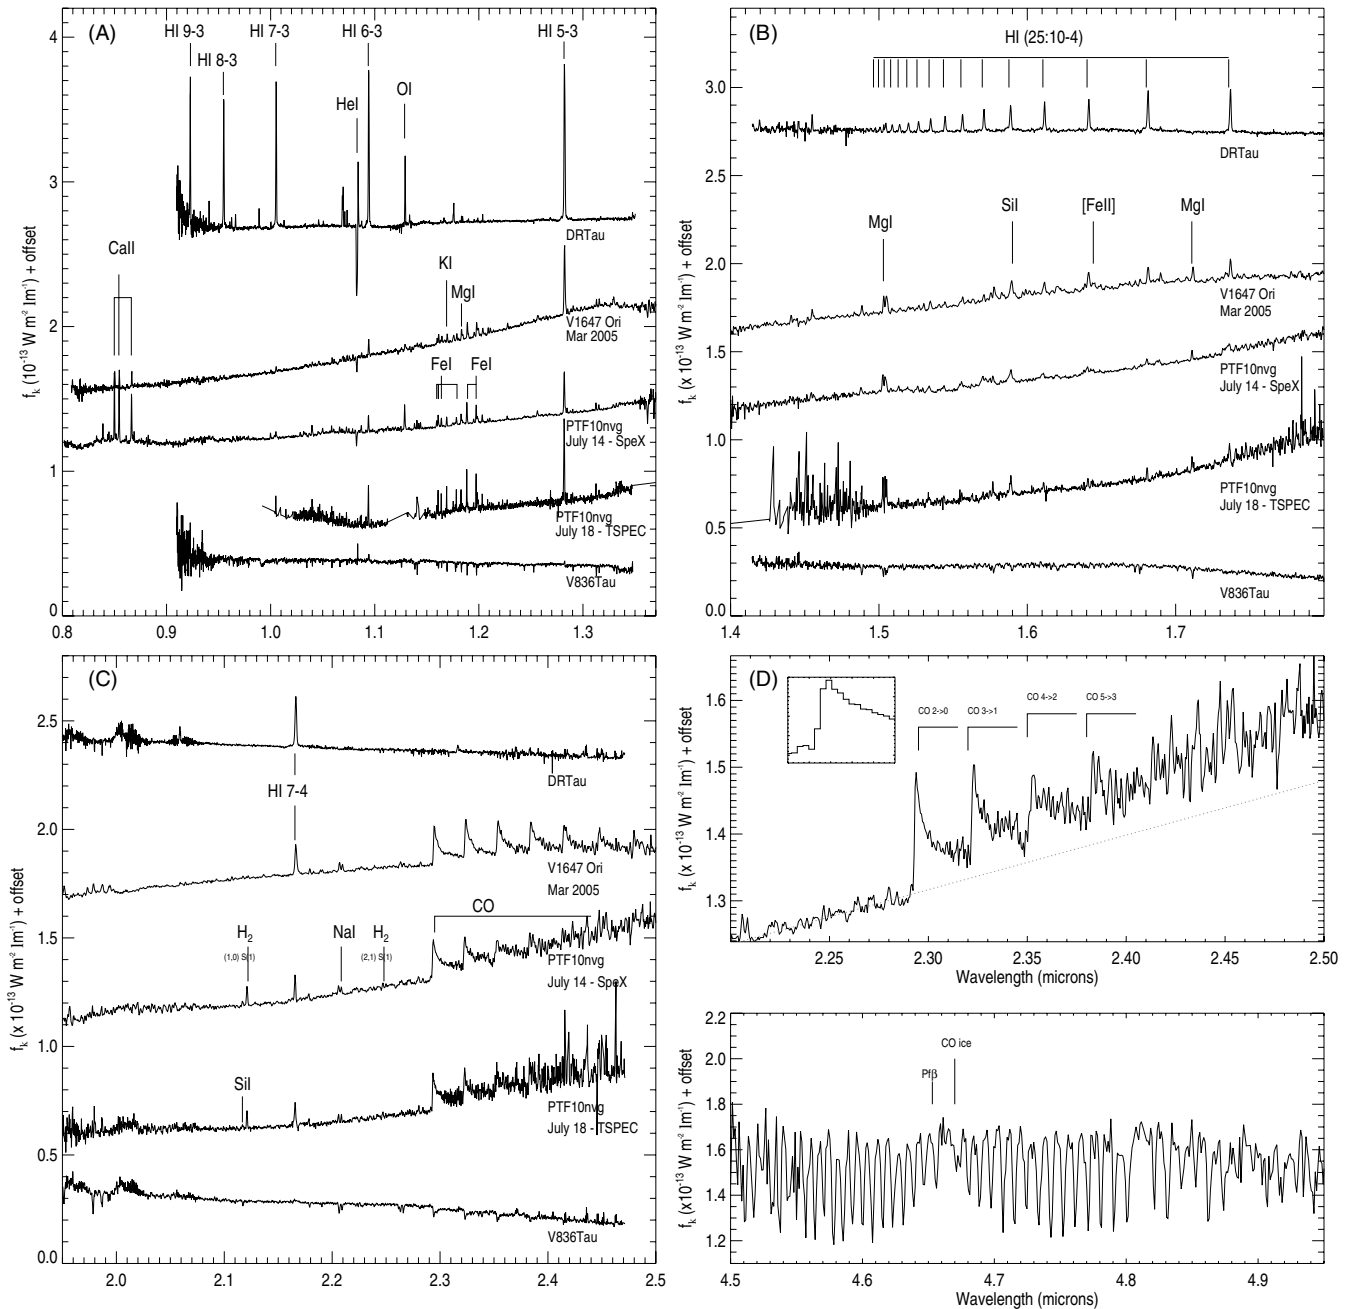 (A)
HI 9-3
HI 8-3
HI 7-3
HI 6-3
HI 5-3
HeI
OI
CaII
DRTau
KI
MgI
V1647 Ori
Mar 2005
FeI
FeI
PTF10nvg
July 14 - SpeX
PTF10nvg
July 18 - TSPEC
V836Tau
fλ (10-13 W m-2 lm-1) + offset
4
3
2
1
0
0.8
0.9
1.0
1.1
1.2
1.3
(B)
HI (25:10-4)
DRTau
MgI
SiI
[FeII]
MgI
V1647 Ori
Mar 2005
PTF10nvg
July 14 - SpeX
PTF10nvg
July 18 - TSPEC
V836Tau
fλ (x 10-13 W m-2 lm-1) + offset
3.0
2.5
2.0
1.5
1.0
0.5
0.0
1.4
1.5
1.6
1.7
(C)
DRTau
HI 7-4
V1647 Ori
Mar 2005
CO
H2
(1,0) S(1)
NaI
H2
(2,1) S(1)
PTF10nvg
July 14 - SpeX
SiI
PTF10nvg
July 18 - TSPEC
V836Tau
fλ (x 10-13 W m-2 lm-1) + offset
2.5
2.0
1.5
1.0
0.5
0.0
2.0
2.1
2.2
2.3
2.4
2.5
(D)
CO 2->0
CO 3->1
CO 4->2
CO 5->3
fλ (x 10-13 W m-2 lm-1) + offset
1.6
1.5
1.4
1.3
2.25
2.30
2.35
2.40
2.45
2.50
Wavelength (microns)
CO ice
Pfβ
fλ (x 10-13 W m-2 lm-1) + offset
2.2
2.0
1.8
1.6
1.4
1.2
4.5
4.6
4.7
4.8
4.9
Wavelength (microns)